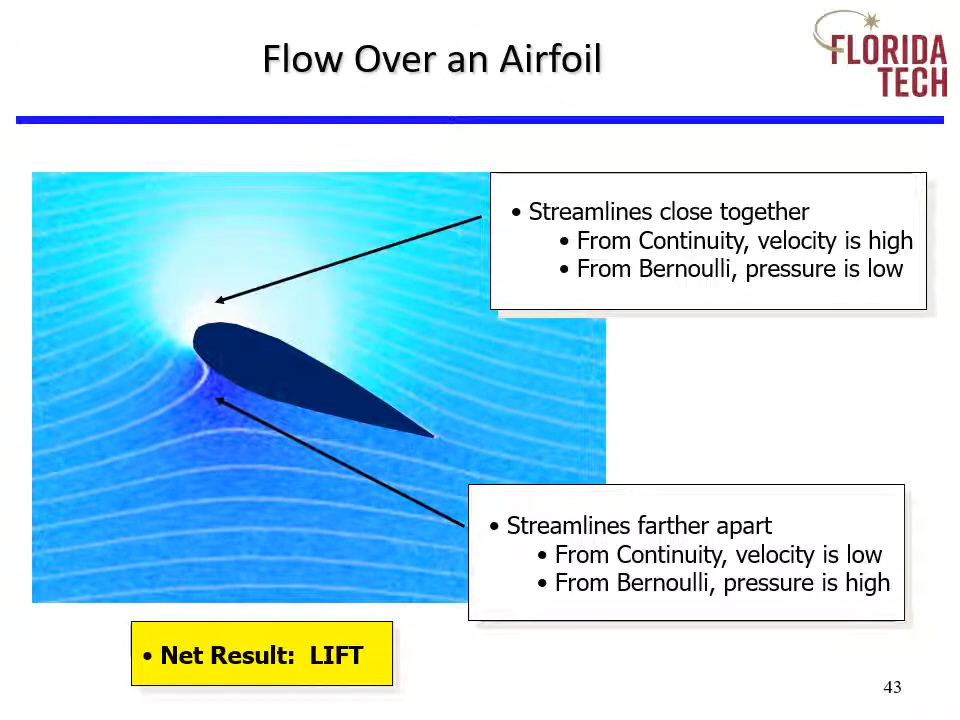 Flow Over an Airfoil
FLORIDA
TECH
• Streamlines close together
• From Continuity, velocity is high
• From Bernoulli, pressure is low
• Streamlines farther apart
• From Continuity, velocity is low
• From Bernoulli, pressure is high
• Net Result: LIFT
43